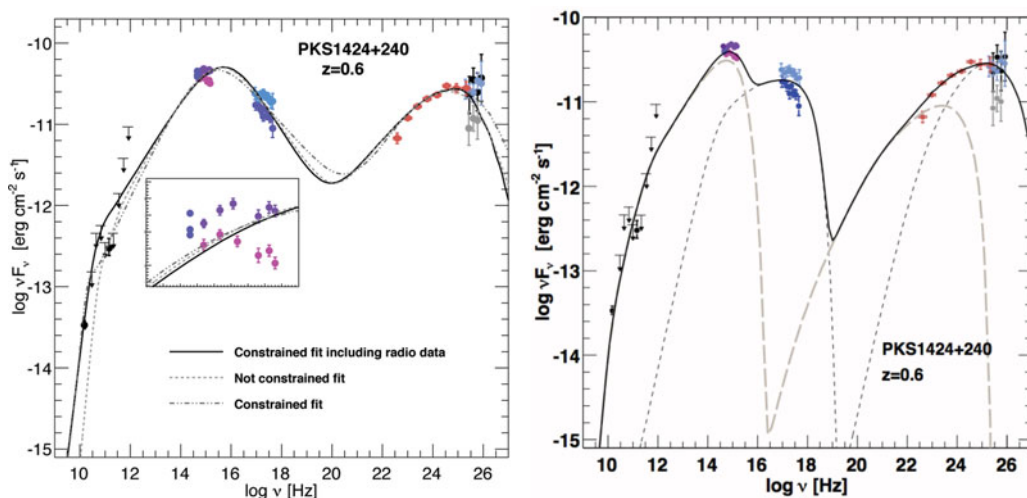 -10
-11
-12
-13
-14
-15
log νFν [erg cm⁻² s⁻¹]
PKS1424+240
z=0.6
Constrained fit including radio data
Not constrained fit
Constrained fit
10 12 14 16 18 20 22 24 26
log ν [Hz]
-10
-11
-12
-13
-14
-15
log νFν [erg cm⁻² s⁻¹]
PKS1424+240
z=0.6
10 12 14 16 18 20 22 24 26
log ν [Hz]